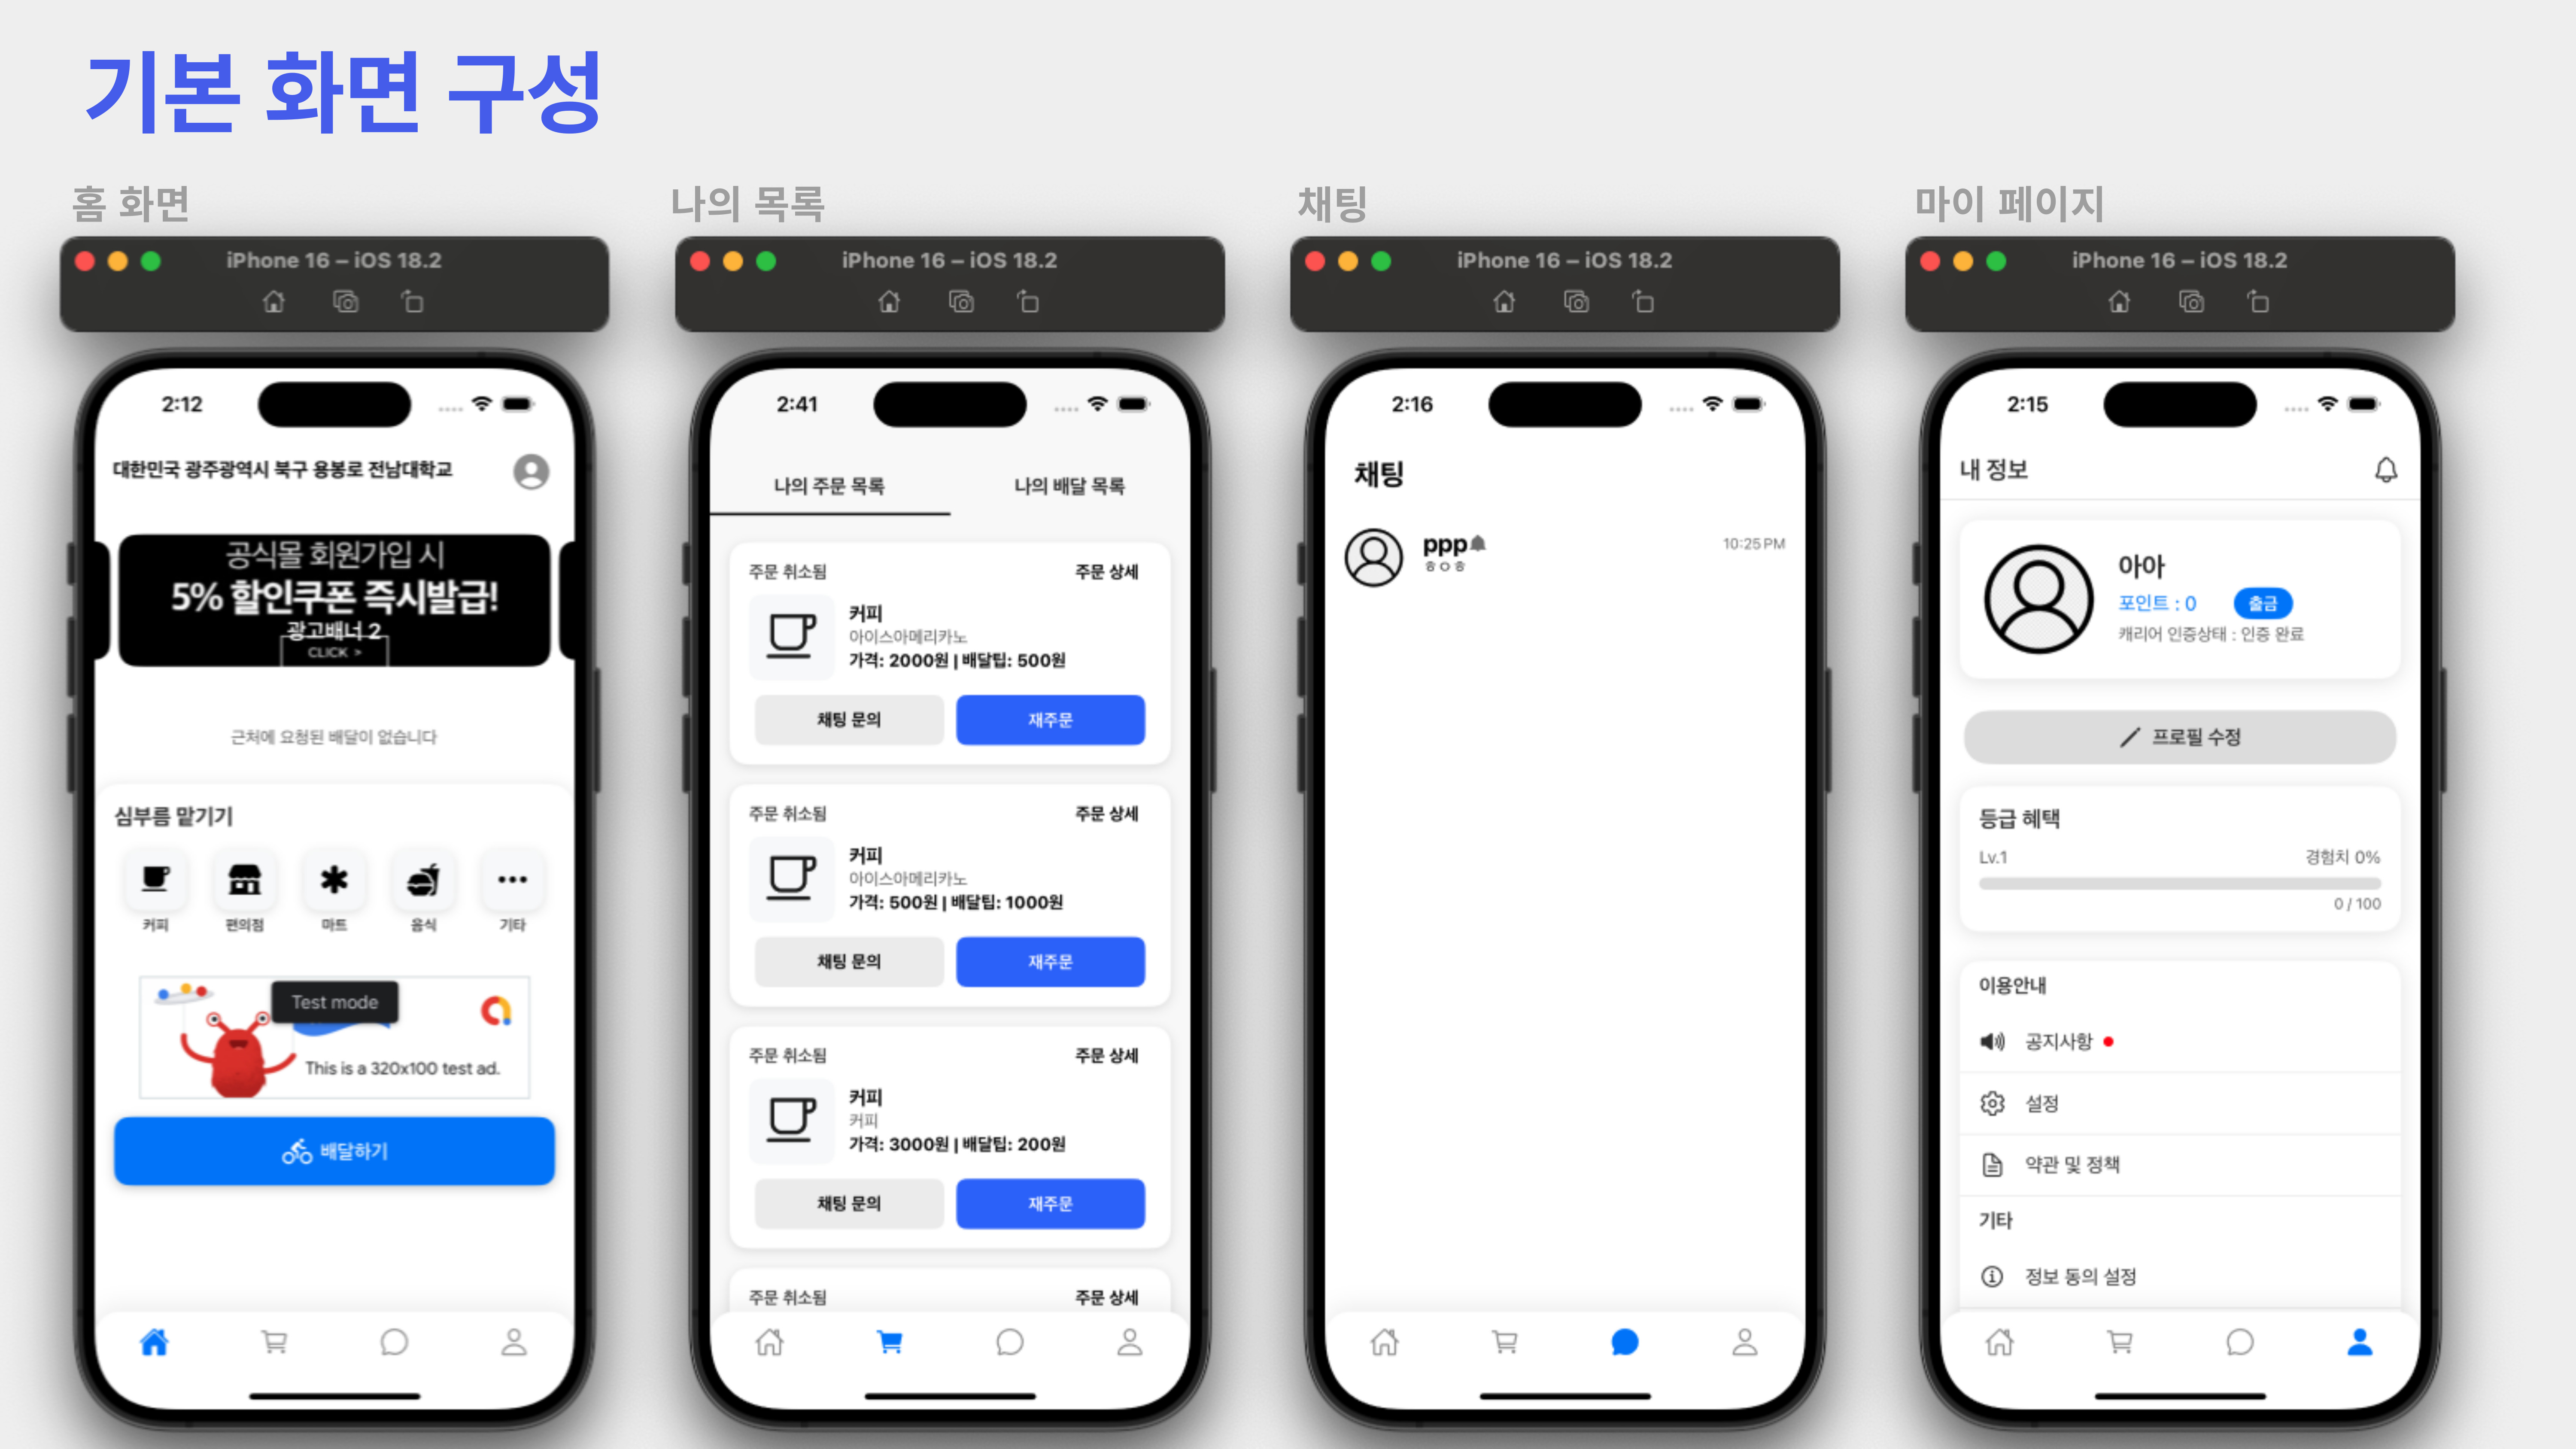 기본 화면 구성
홈 화면
iPhone 16 – iOS 18.2
2:12
대한민국 광주광역시 북구 용봉로 전남대학교
공식몰 회원가입 시
5% 할인쿠폰 즉시발급!
광고배너 2
CLICK >
근처에 요청된 배달이 없습니다
심부름 맡기기
커피 편의점 마트 음식 기타
Test mode
This is a 320x100 test ad.
배달하기
나의 목록
iPhone 16 – iOS 18.2
2:41
나의 주문 목록 나의 배달 목록
주문 취소됨 주문 상세
커피
아이스아메리카노
가격: 2000원 | 배달팁: 500원
채팅 문의 재주문
주문 취소됨 주문 상세
커피
아이스아메리카노
가격: 500원 | 배달팁: 1000원
채팅 문의 재주문
주문 취소됨 주문 상세
커피
커피
가격: 3000원 | 배달팁: 200원
채팅 문의 재주문
주문 취소됨 주문 상세
채팅
iPhone 16 – iOS 18.2
2:16
채팅
ppp 10:25 PM
ㅎㅇㅎ
마이 페이지
iPhone 16 – iOS 18.2
2:15
내 정보
아아
포인트 : 0 출금
캐리어 인증상태 : 인증 완료
프로필 수정
등급 혜택
Lv.1 경험치 0%
0 / 100
이용안내
공지사항
설정
약관 및 정책
기타
정보 동의 설정